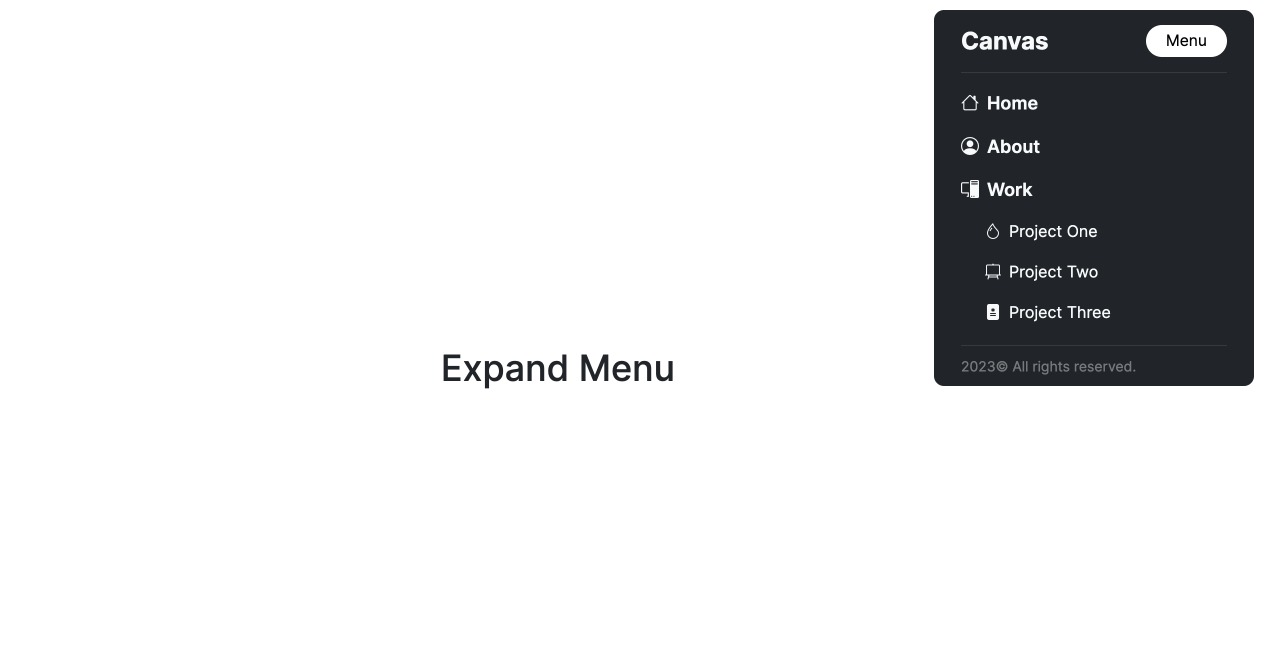 Canvas
Menu
Home
About
Work
Project One
Project Two
Project Three
2023© All rights reserved.
Expand Menu